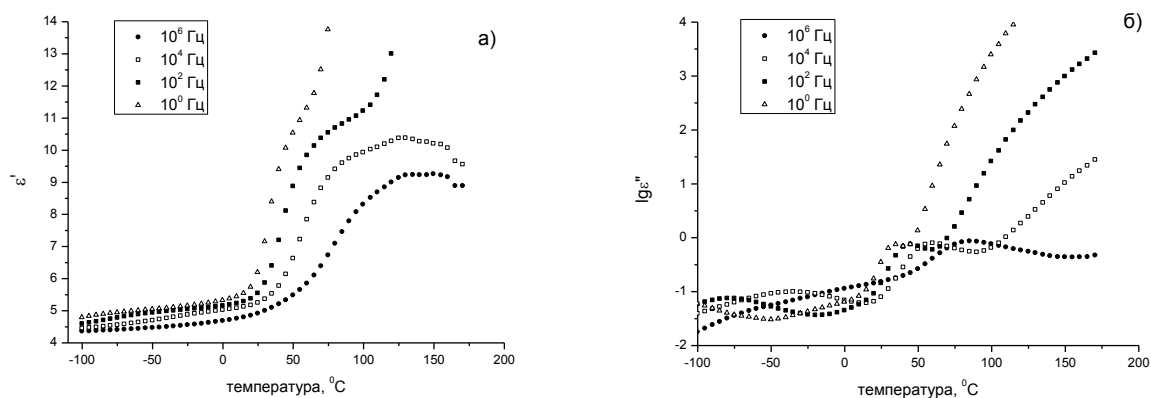 а)
10⁶ Гц
10⁴ Гц
10² Гц
10⁰ Гц
14
13
12
11
10
9
8
7
6
5
4
ε'
-100 -50 0 50 100 150 200
температура, ⁰C
б)
10⁶ Гц
10⁴ Гц
10² Гц
10⁰ Гц
4
3
2
1
0
-1
-2
lgε"
-100 -50 0 50 100 150 200
температура, ⁰C